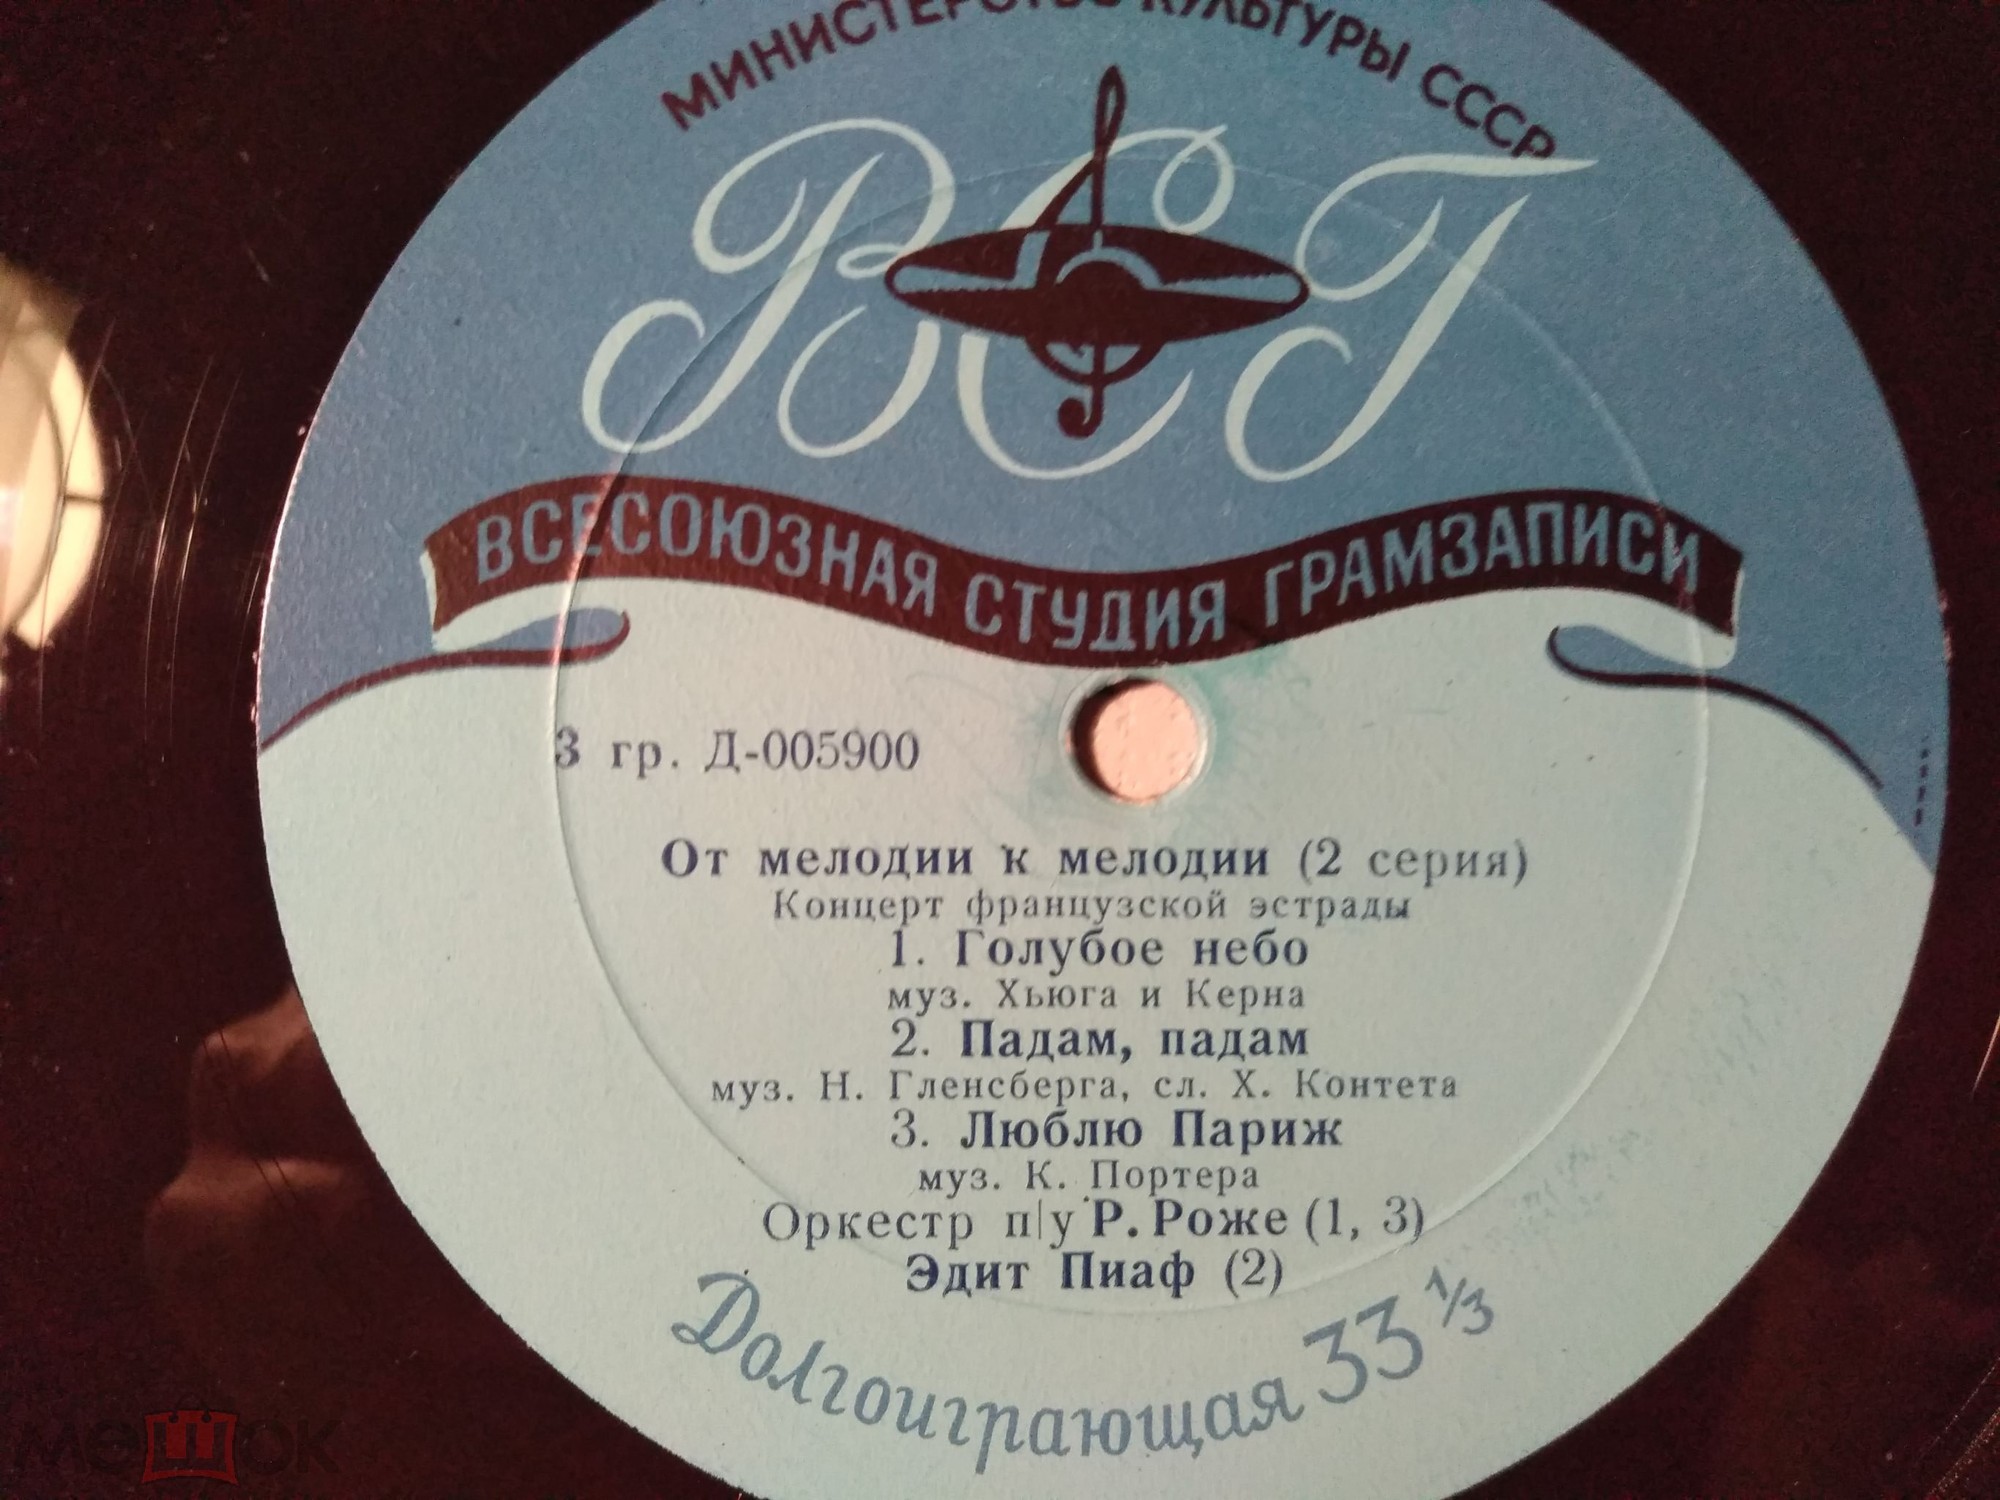 МИНИСТЕРСТВО КУЛЬТУРЫ СССР
ВСГ
ВСЕСОЮЗНАЯ СТУДИЯ ГРАМЗАПИСИ
3 гр. Д-005900
От мелодии к мелодии (2 серия)
Концерт французской эстрады
1. Голубое небо
муз. Хьюга и Керна
2. Падам, падам
муз. Н. Гленсберга, сл. Х. Контета
3. Люблю Париж
муз. К. Портера
Оркестр п/у Р. Роже (1, 3)
Эдит Пиаф (2)
Долгоиграющая 33 1/3
мешок